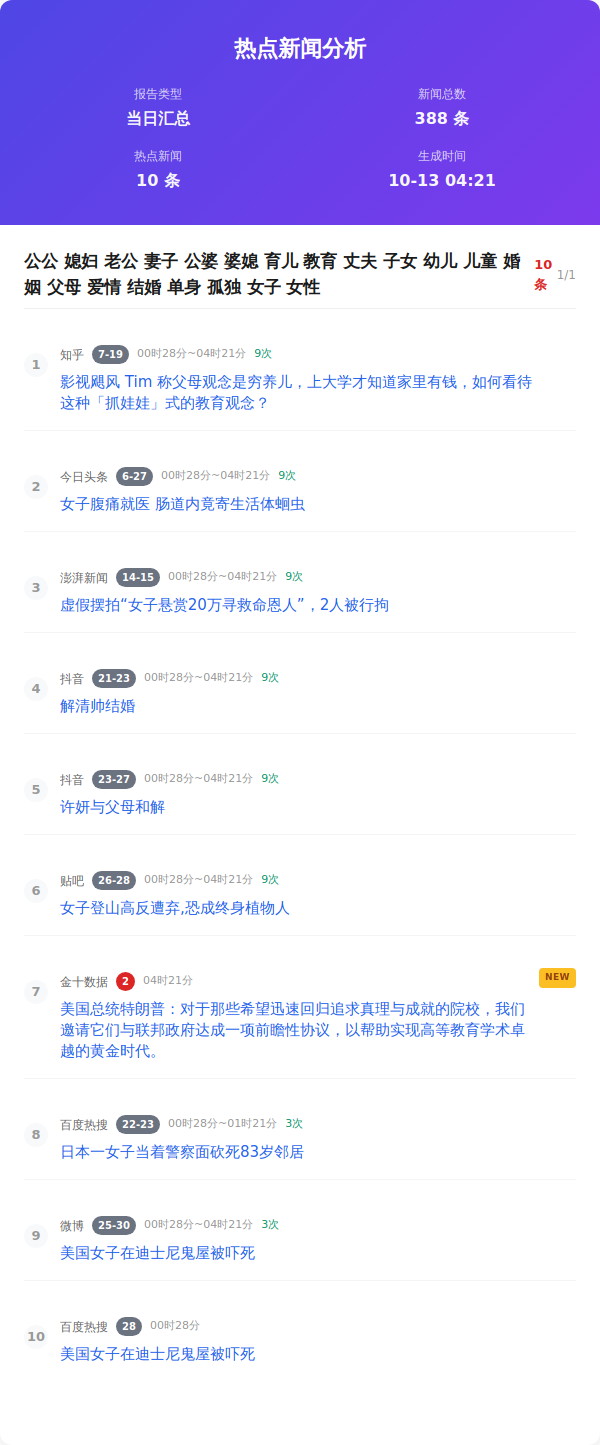 热点新闻分析
报告类型
新闻总数
当日汇总
388 条
热点新闻
生成时间
10 条
10-13 04:21
公公 媳妇 老公 妻子 公婆 婆媳 育儿 教育 丈夫 子女 幼儿 儿童 婚
姻 父母 爱情 结婚 单身 孤独 女子 女性
10
条
1/1
1
知乎 7-19 00时28分~04时21分 9次
影视飓风 Tim 称父母观念是穷养儿，上大学才知道家里有钱，如何看待
这种「抓娃娃」式的教育观念？
2
今日头条 6-27 00时28分~04时21分 9次
女子腹痛就医 肠道内竟寄生活体蛔虫
3
澎湃新闻 14-15 00时28分~04时21分 9次
虚假摆拍“女子悬赏20万寻救命恩人”，2人被行拘
4
抖音 21-23 00时28分~04时21分 9次
解清帅结婚
5
抖音 23-27 00时28分~04时21分 9次
许妍与父母和解
6
贴吧 26-28 00时28分~04时21分 9次
女子登山高反遭弃,恐成终身植物人
7
金十数据 2 04时21分
NEW
美国总统特朗普：对于那些希望迅速回归追求真理与成就的院校，我们
邀请它们与联邦政府达成一项前瞻性协议，以帮助实现高等教育学术卓
越的黄金时代。
8
百度热搜 22-23 00时28分~01时21分 3次
日本一女子当着警察面砍死83岁邻居
9
微博 25-30 00时28分~04时21分 3次
美国女子在迪士尼鬼屋被吓死
10
百度热搜 28 00时28分
美国女子在迪士尼鬼屋被吓死